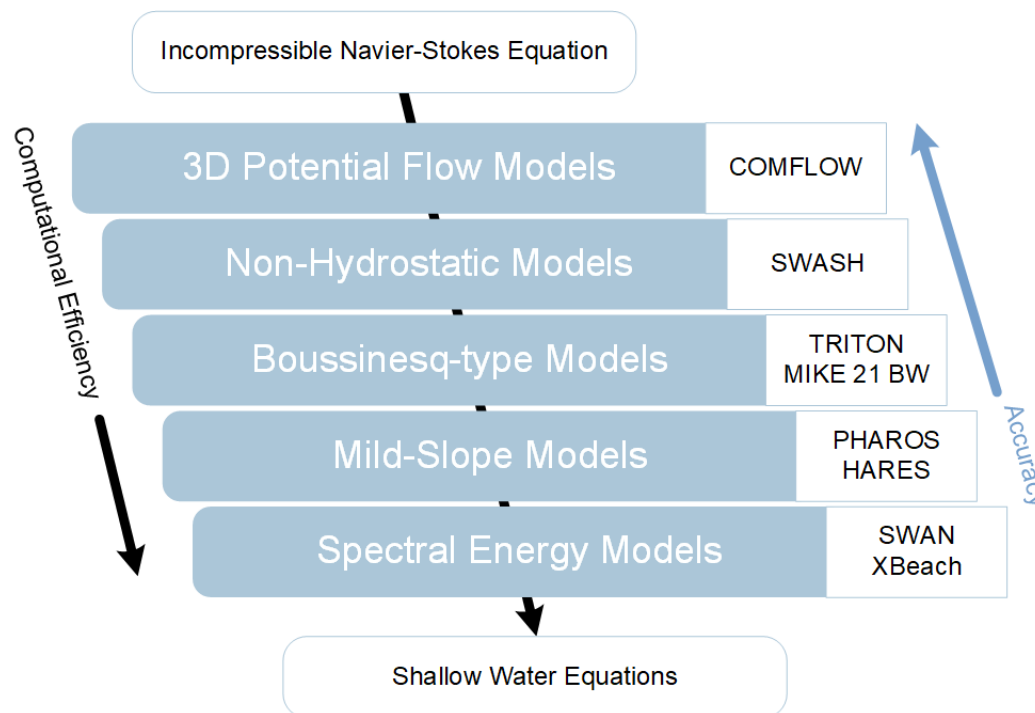 Incompressible Navier-Stokes Equation
Computational Efficiency
3D Potential Flow Models
COMFLOW
Non-Hydrostatic Models
SWASH
Boussinesq-type Models
TRITON
MIKE 21 BW
Mild-Slope Models
PHAROS
HARES
Accuracy
Spectral Energy Models
SWAN
XBeach
Shallow Water Equations